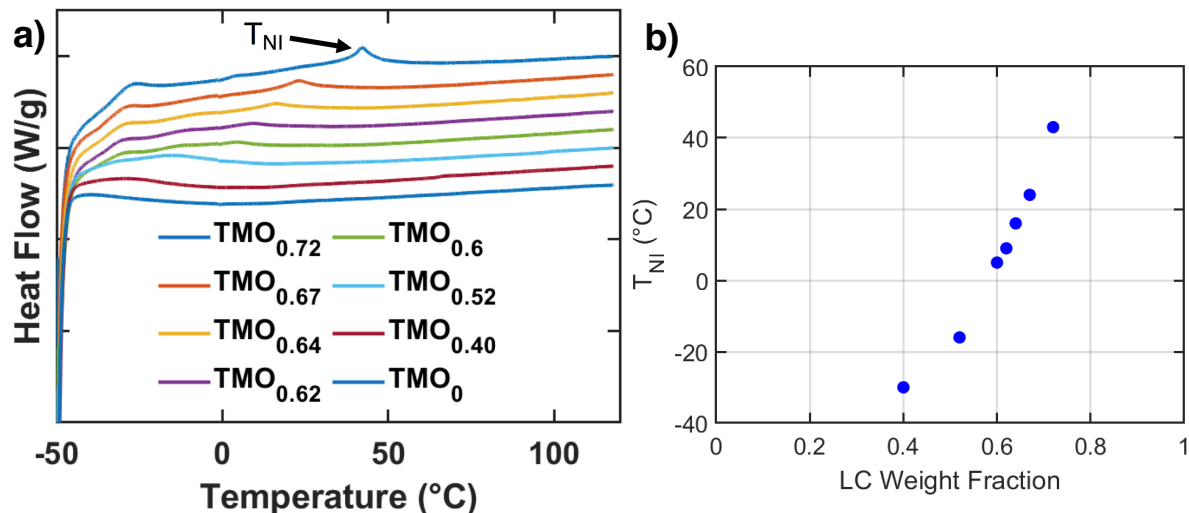 a)
T_NI
Heat Flow (W/g)
TMO_0.72 TMO_0.6
TMO_0.67 TMO_0.52
TMO_0.64 TMO_0.40
TMO_0.62 TMO_0
-50 0 50 100
Temperature (°C)
b)
60
40
20
0
-20
-40
T_NI (°C)
0 0.2 0.4 0.6 0.8 1
LC Weight Fraction